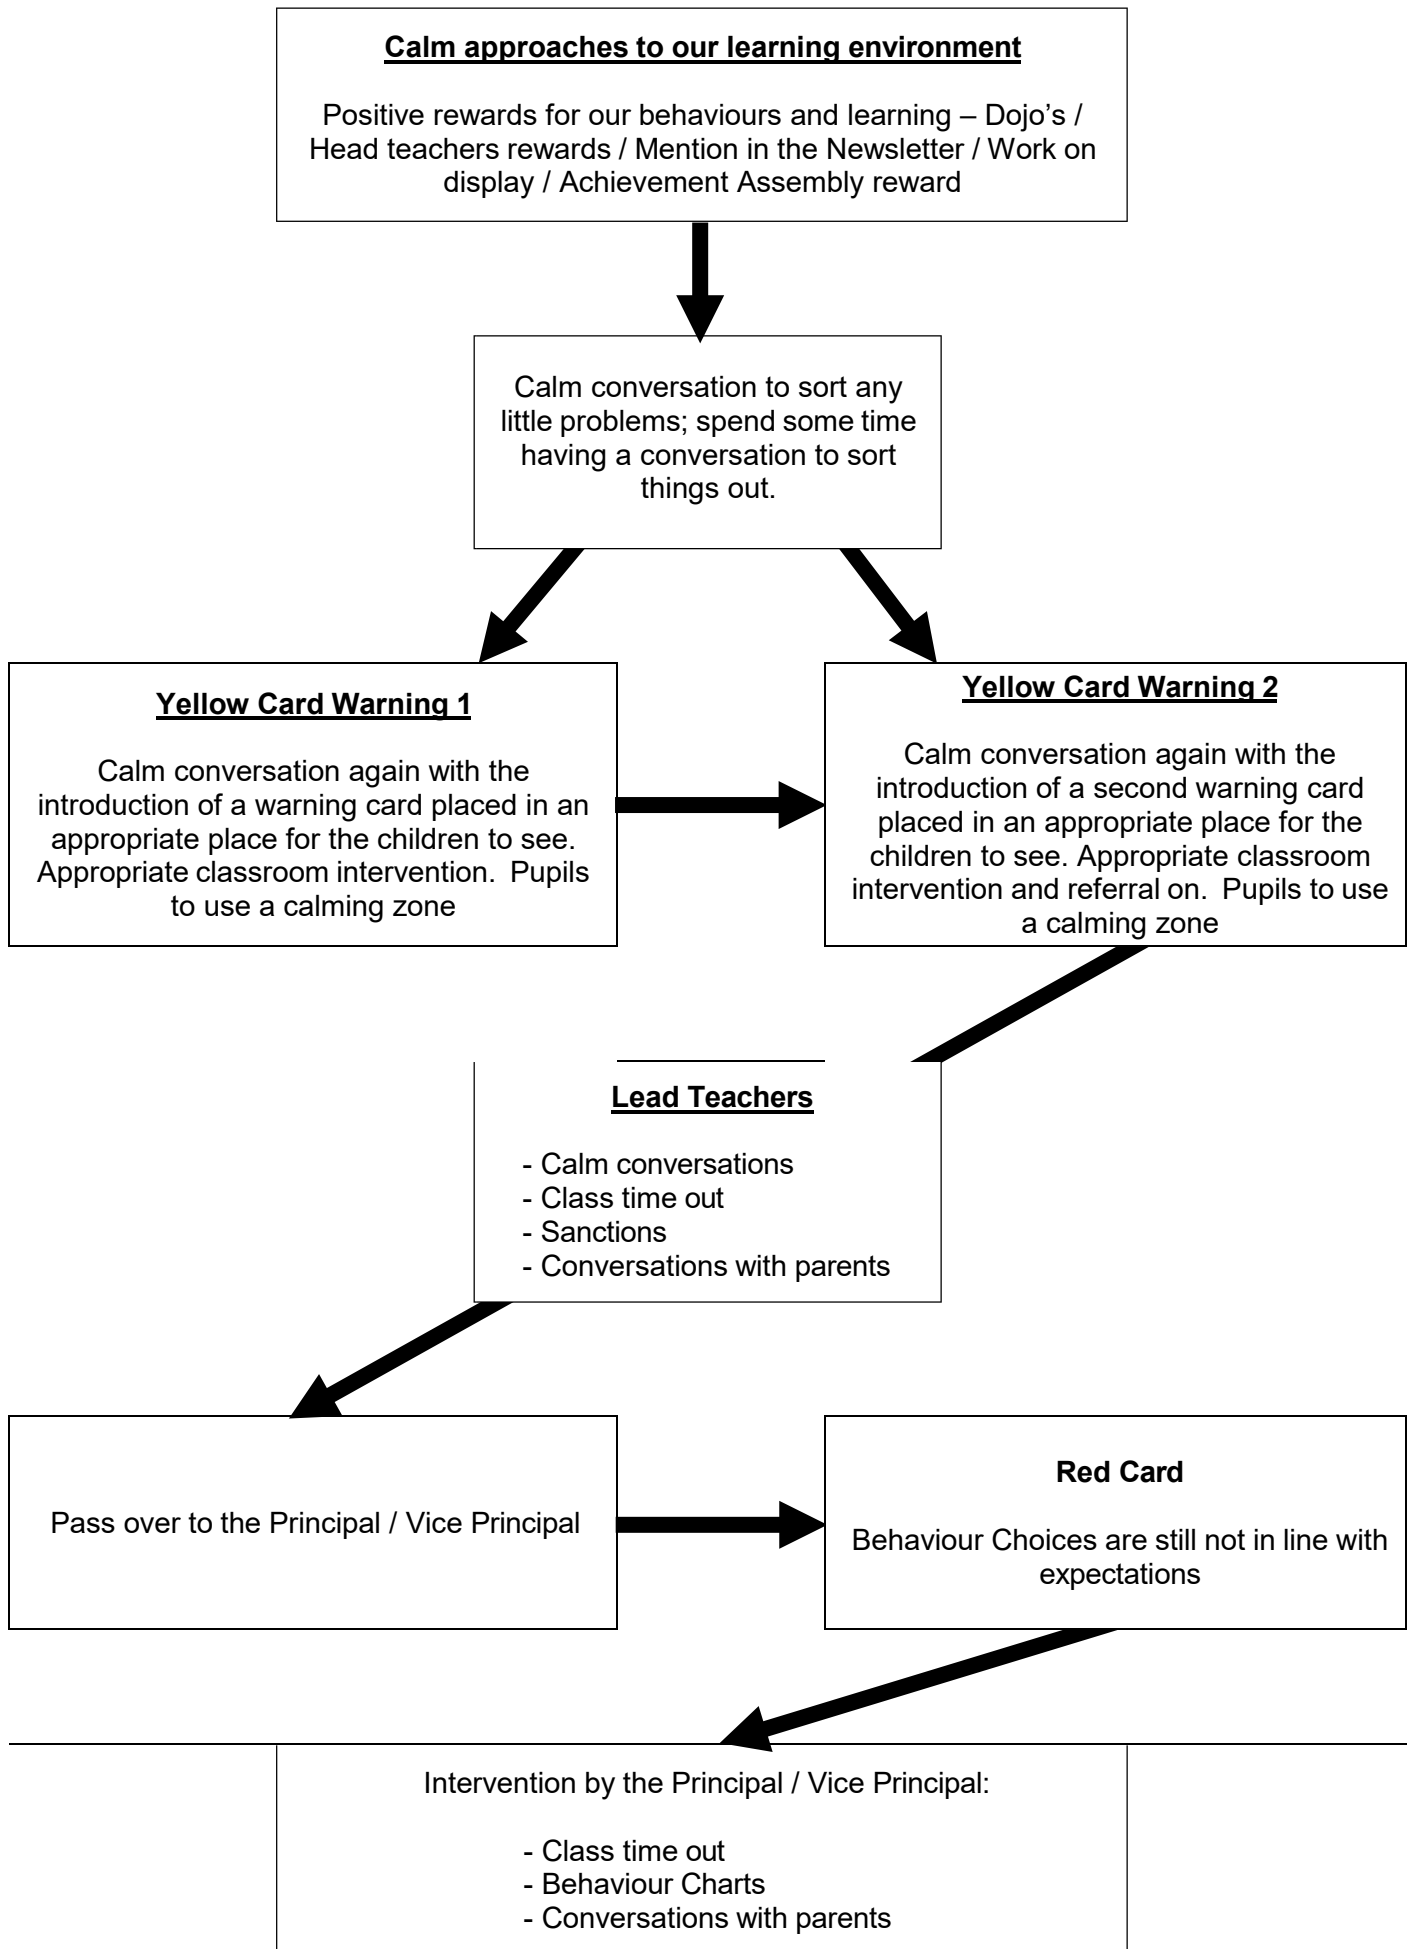 Calm approaches to our learning environment
Positive rewards for our behaviours and learning – Dojo’s /
Head teachers rewards / Mention in the Newsletter / Work on
display / Achievement Assembly reward
Calm conversation to sort any
little problems; spend some time
having a conversation to sort
things out.
Yellow Card Warning 1
Calm conversation again with the
introduction of a warning card placed in an
appropriate place for the children to see.
Appropriate classroom intervention.  Pupils
to use a calming zone
Yellow Card Warning 2
Calm conversation again with the
introduction of a second warning card
placed in an appropriate place for the
children to see. Appropriate classroom
intervention and referral on.  Pupils to use
a calming zone
Lead Teachers
- Calm conversations
- Class time out
- Sanctions
- Conversations with parents
Pass over to the Principal / Vice Principal
Red Card
Behaviour Choices are still not in line with
expectations
Intervention by the Principal / Vice Principal:
- Class time out
- Behaviour Charts
- Conversations with parents